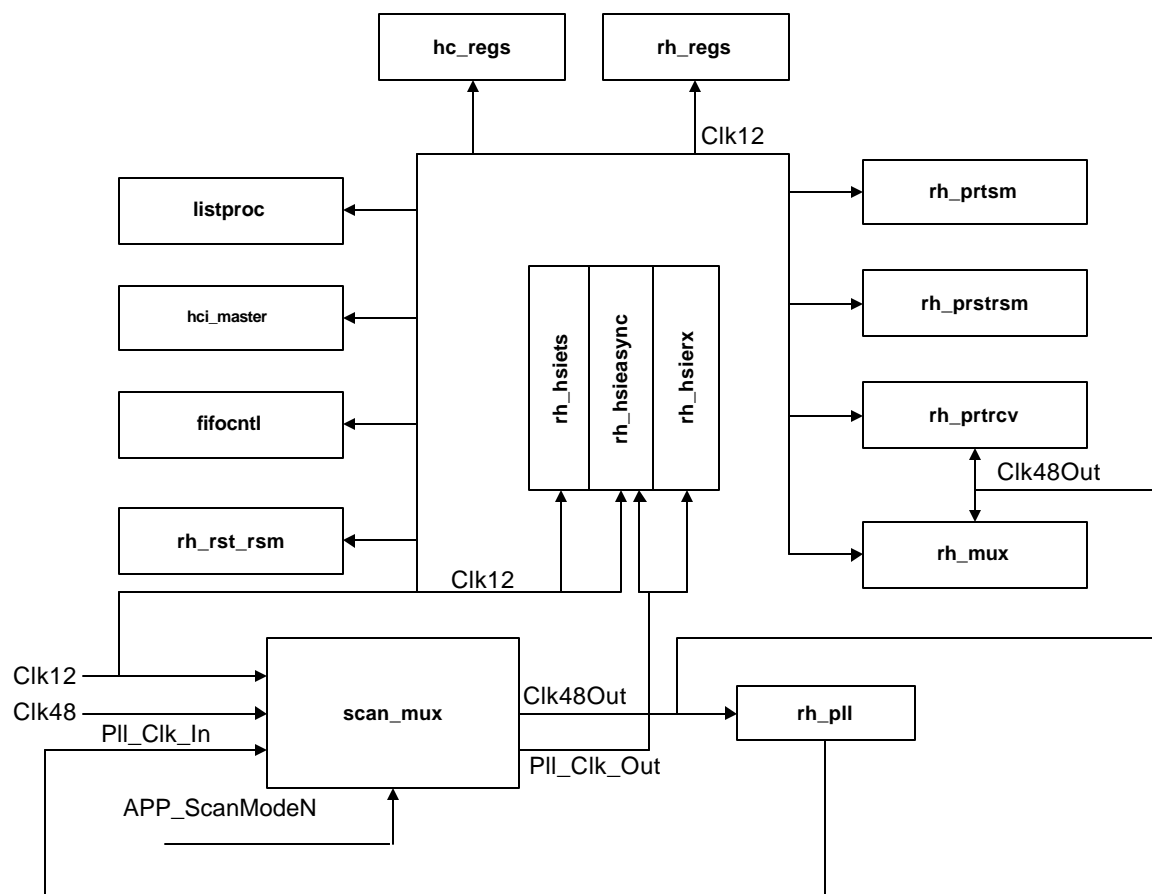 hc_regs
rh_regs
Clk12
listproc
rh_prtsm
hci_master
rh_prstrsm
rh_hsiets
rh_hsieasync
rh_hsierx
fifocntl
rh_prtrcv
Clk48Out
rh_rst_rsm
rh_mux
Clk12
Clk12
Clk48
Pll_Clk_In
scan_mux
Clk48Out
Pll_Clk_Out
rh_pll
APP_ScanModeN